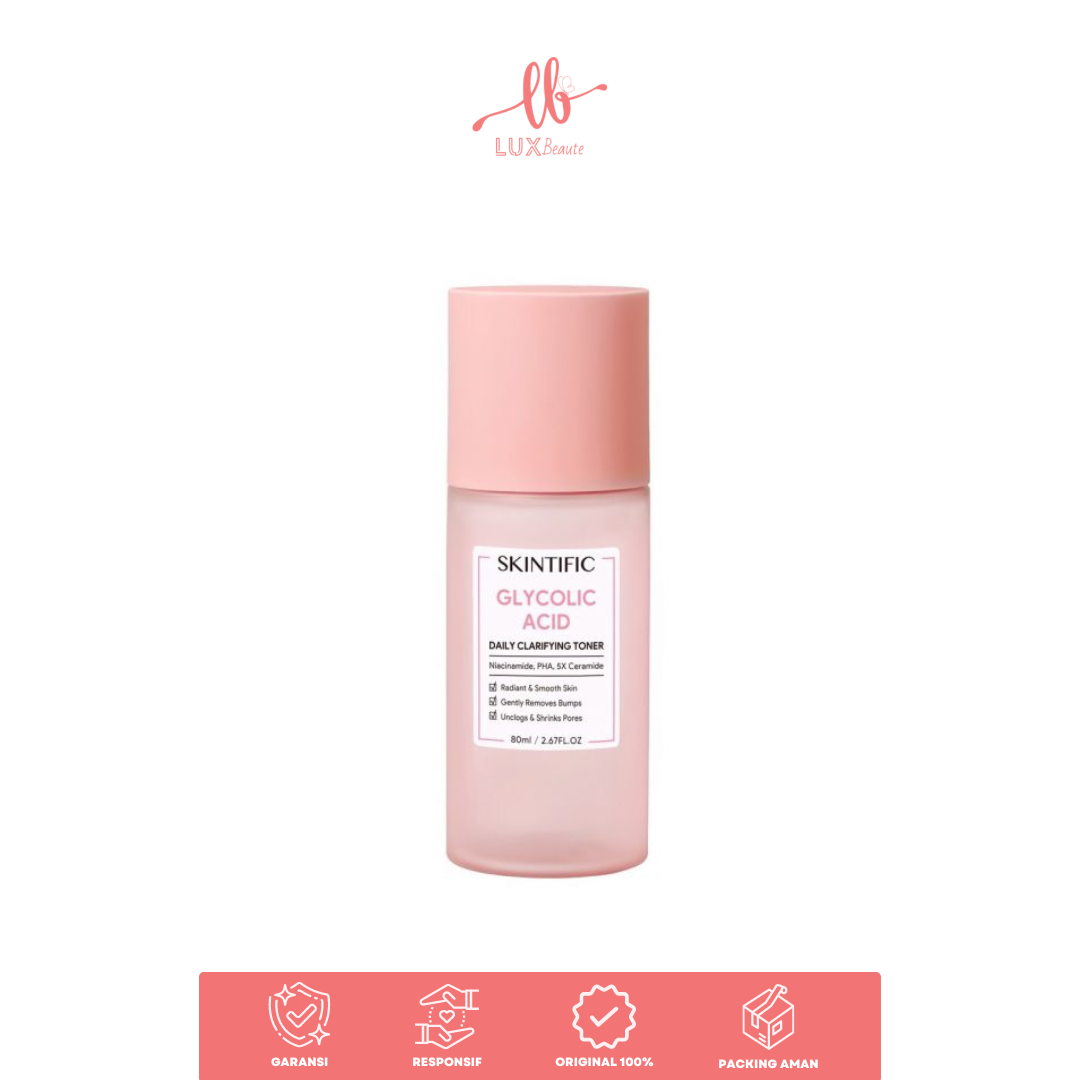 lb
LUX Beaute
SKINTIFIC
GLYCOLIC
ACID
DAILY CLARIFYING TONER
Niacinamide, PHA, 5X Ceramide
Radiant & Smooth Skin
Gently Removes Bumps
Unclogs & Shrinks Pores
80ml / 2.67FL.OZ
GARANSI
RESPONSIF
ORIGINAL 100%
PACKING AMAN